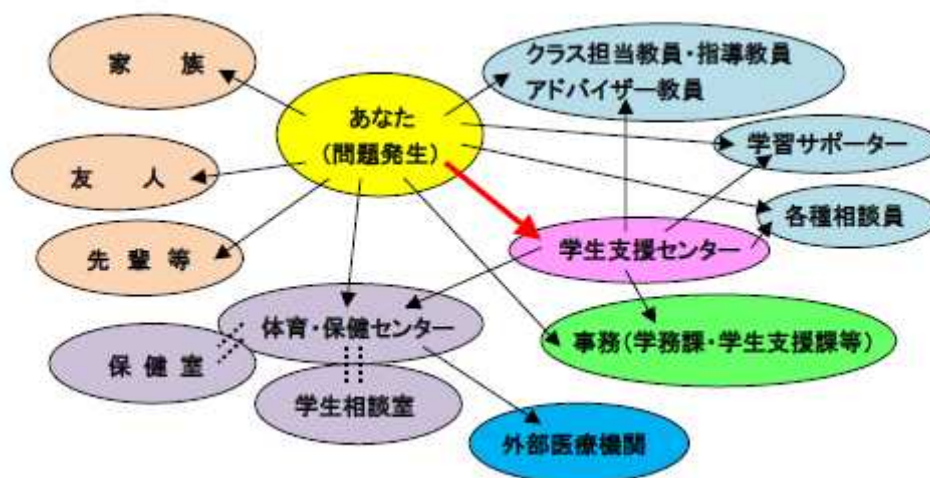 家　族
クラス担当教員・指導教員
アドバイザー教員
あなた
(問題発生)
学習サポーター
友　人
各種相談員
先 輩 等
学生支援センター
体育・保健センター
事務(学務課・学生支援課等)
保 健 室
学生相談室
外部医療機関